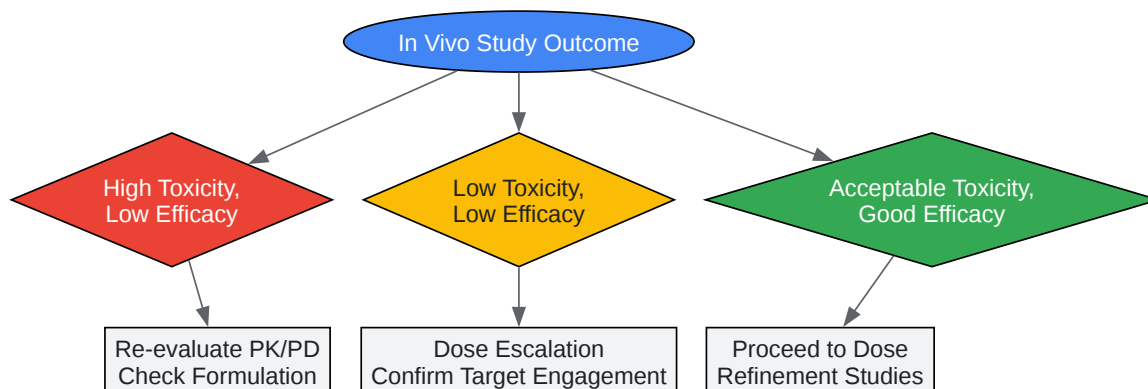 In Vivo Study Outcome
High Toxicity,
Low Efficacy
Low Toxicity,
Low Efficacy
Acceptable Toxicity,
Good Efficacy
Re-evaluate PK/PD
Check Formulation
Dose Escalation
Confirm Target Engagement
Proceed to Dose
Refinement Studies